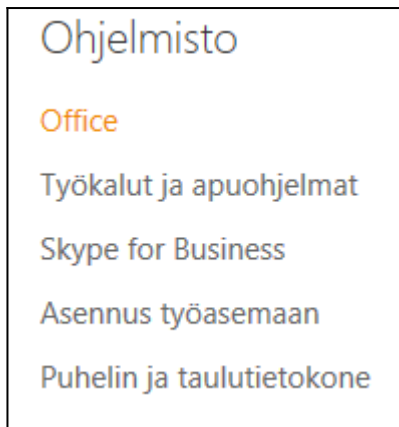 Ohjelmisto
Office
Työkalut ja apuohjelmat
Skype for Business
Asennus työasemaan
Puhelin ja taulutietokone